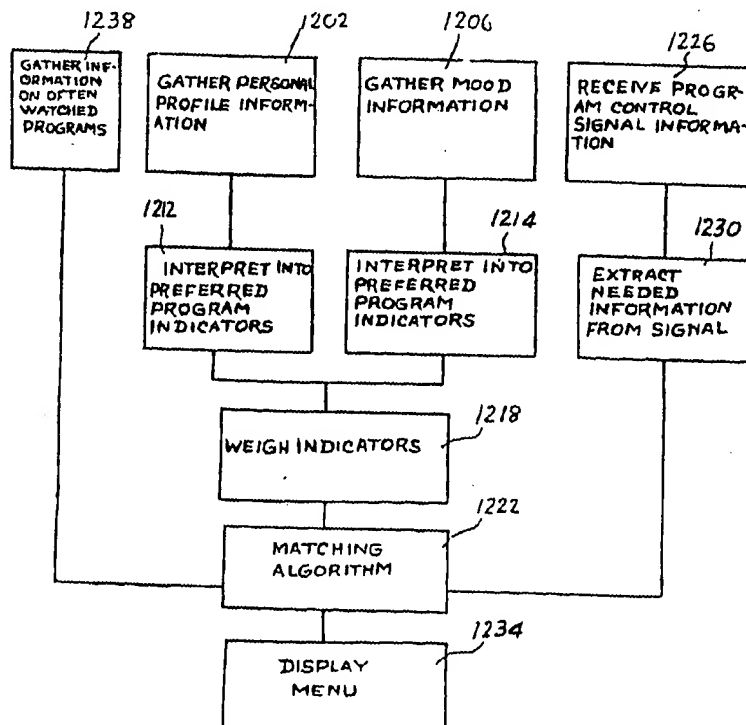 1238
GATHER INF-
ORMATION
ON OFTEN
WATCHED
PROGRAMS
1202
GATHER PERSONAL
PROFILE INFORM-
ATION
1206
GATHER MOOD
INFORMATION
1226
RECEIVE PROGR-
AM CONTROL
SIGNAL INFORMA-
TION
1212
INTERPRET INTO
PREFERRED
PROGRAM
INDICATORS
1214
INTERPRET INTO
PREFERRED
PROGRAM
INDICATORS
1230
EXTRACT
NEEDED
INFORMATION
FROM SIGNAL
WEIGH INDICATORS
1218
MATCHING
ALGORITHM
1222
DISPLAY
MENU
1234